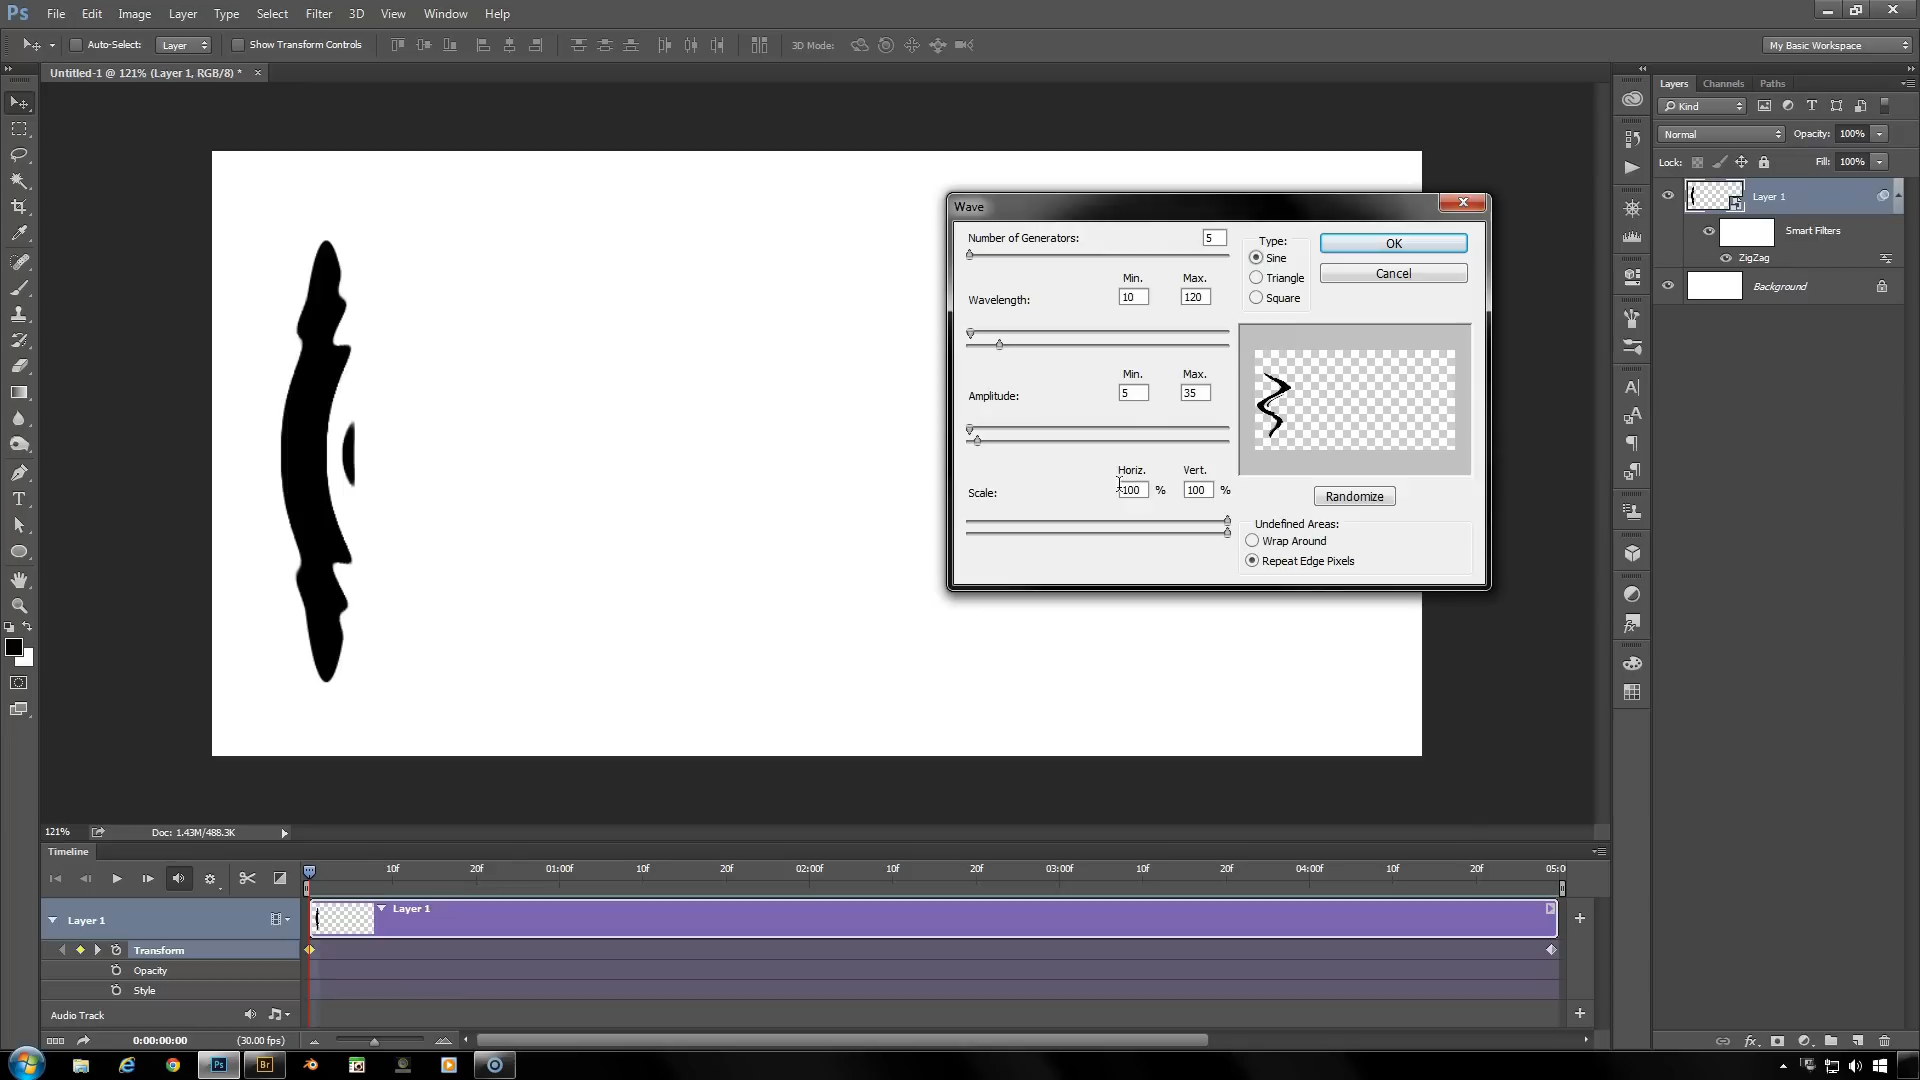 Ps File Edit Image Layer Type Select Filter 3D View Window Help
Auto-Select: Layer Show Transform Controls 3D Mode: My Basic Workspace
Untitled-1 @ 121% (Layer 1, RGB/8) * ×
Layers Channels Paths
Kind
Normal Opacity: 100%
Lock: Fill: 100%
Layer 1
Smart Filters
ZigZag
Background
Wave
Number of Generators: 5
Type:
Sine
Triangle
Square
OK
Cancel
Min. Max.
Wavelength: 10 120
Min. Max.
Amplitude: 5 35
Horiz. Vert.
Scale: 100 % 100 %
Randomize
Undefined Areas:
Wrap Around
Repeat Edge Pixels
121% Doc: 1.43M/488.3K
Timeline
10f 20f 01:00f 10f 20f 02:00f 10f 20f 03:00f 10f 20f 04:00f 10f 20f 05:0
Layer 1 Layer 1
Transform
Opacity
Style
Audio Track
0:00:00:00 (30.00 fps)
Ps Br